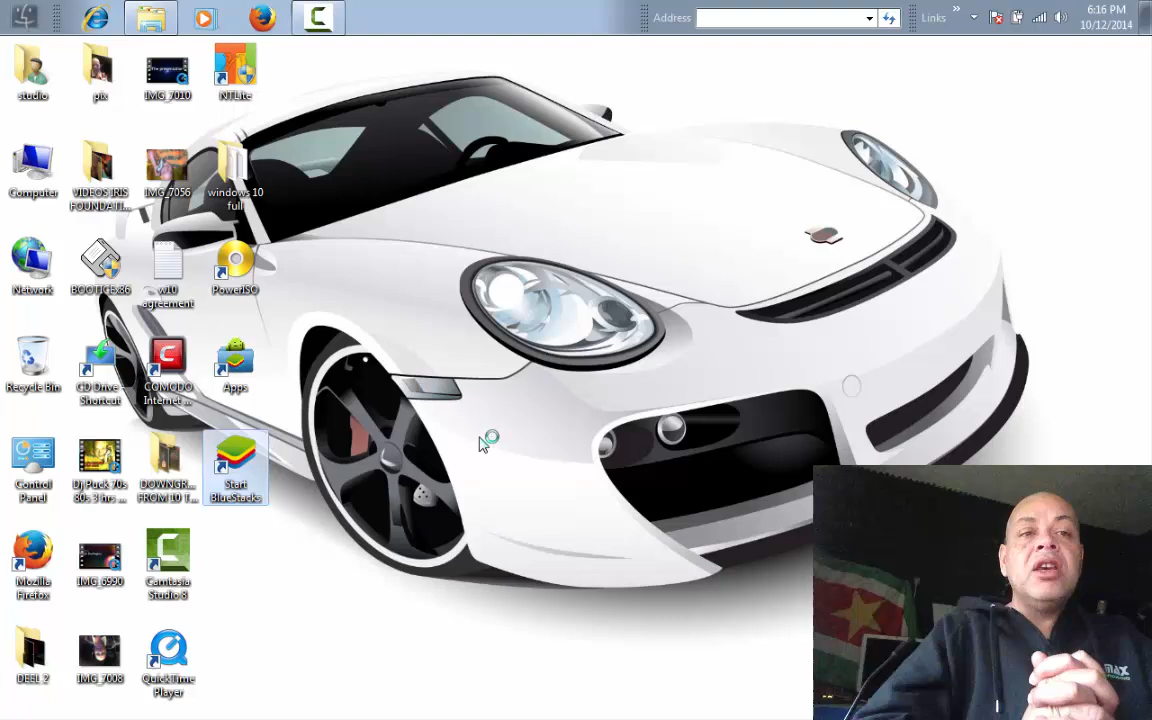 Address
Links
6:16 PM
10/12/2014
studio
pix
IMG_7010
NTLite
Computer
VIDEOS IRIS
FOUNDATI...
IMG_7056
windows 10
full
Network
BOOTICEx86
w10
agreement
PowerISO
Recycle Bin
CD Drive -
Shortcut
COMODO
Internet ...
Apps
Control
Panel
Dj Puck 70s
80s 3 hrs ...
DOWNGR...
FROM 10 T...
Start
BlueStacks
Mozilla
Firefox
IMG_6990
Camtasia
Studio 8
DEEL 2
IMG_7008
QuickTime
Player